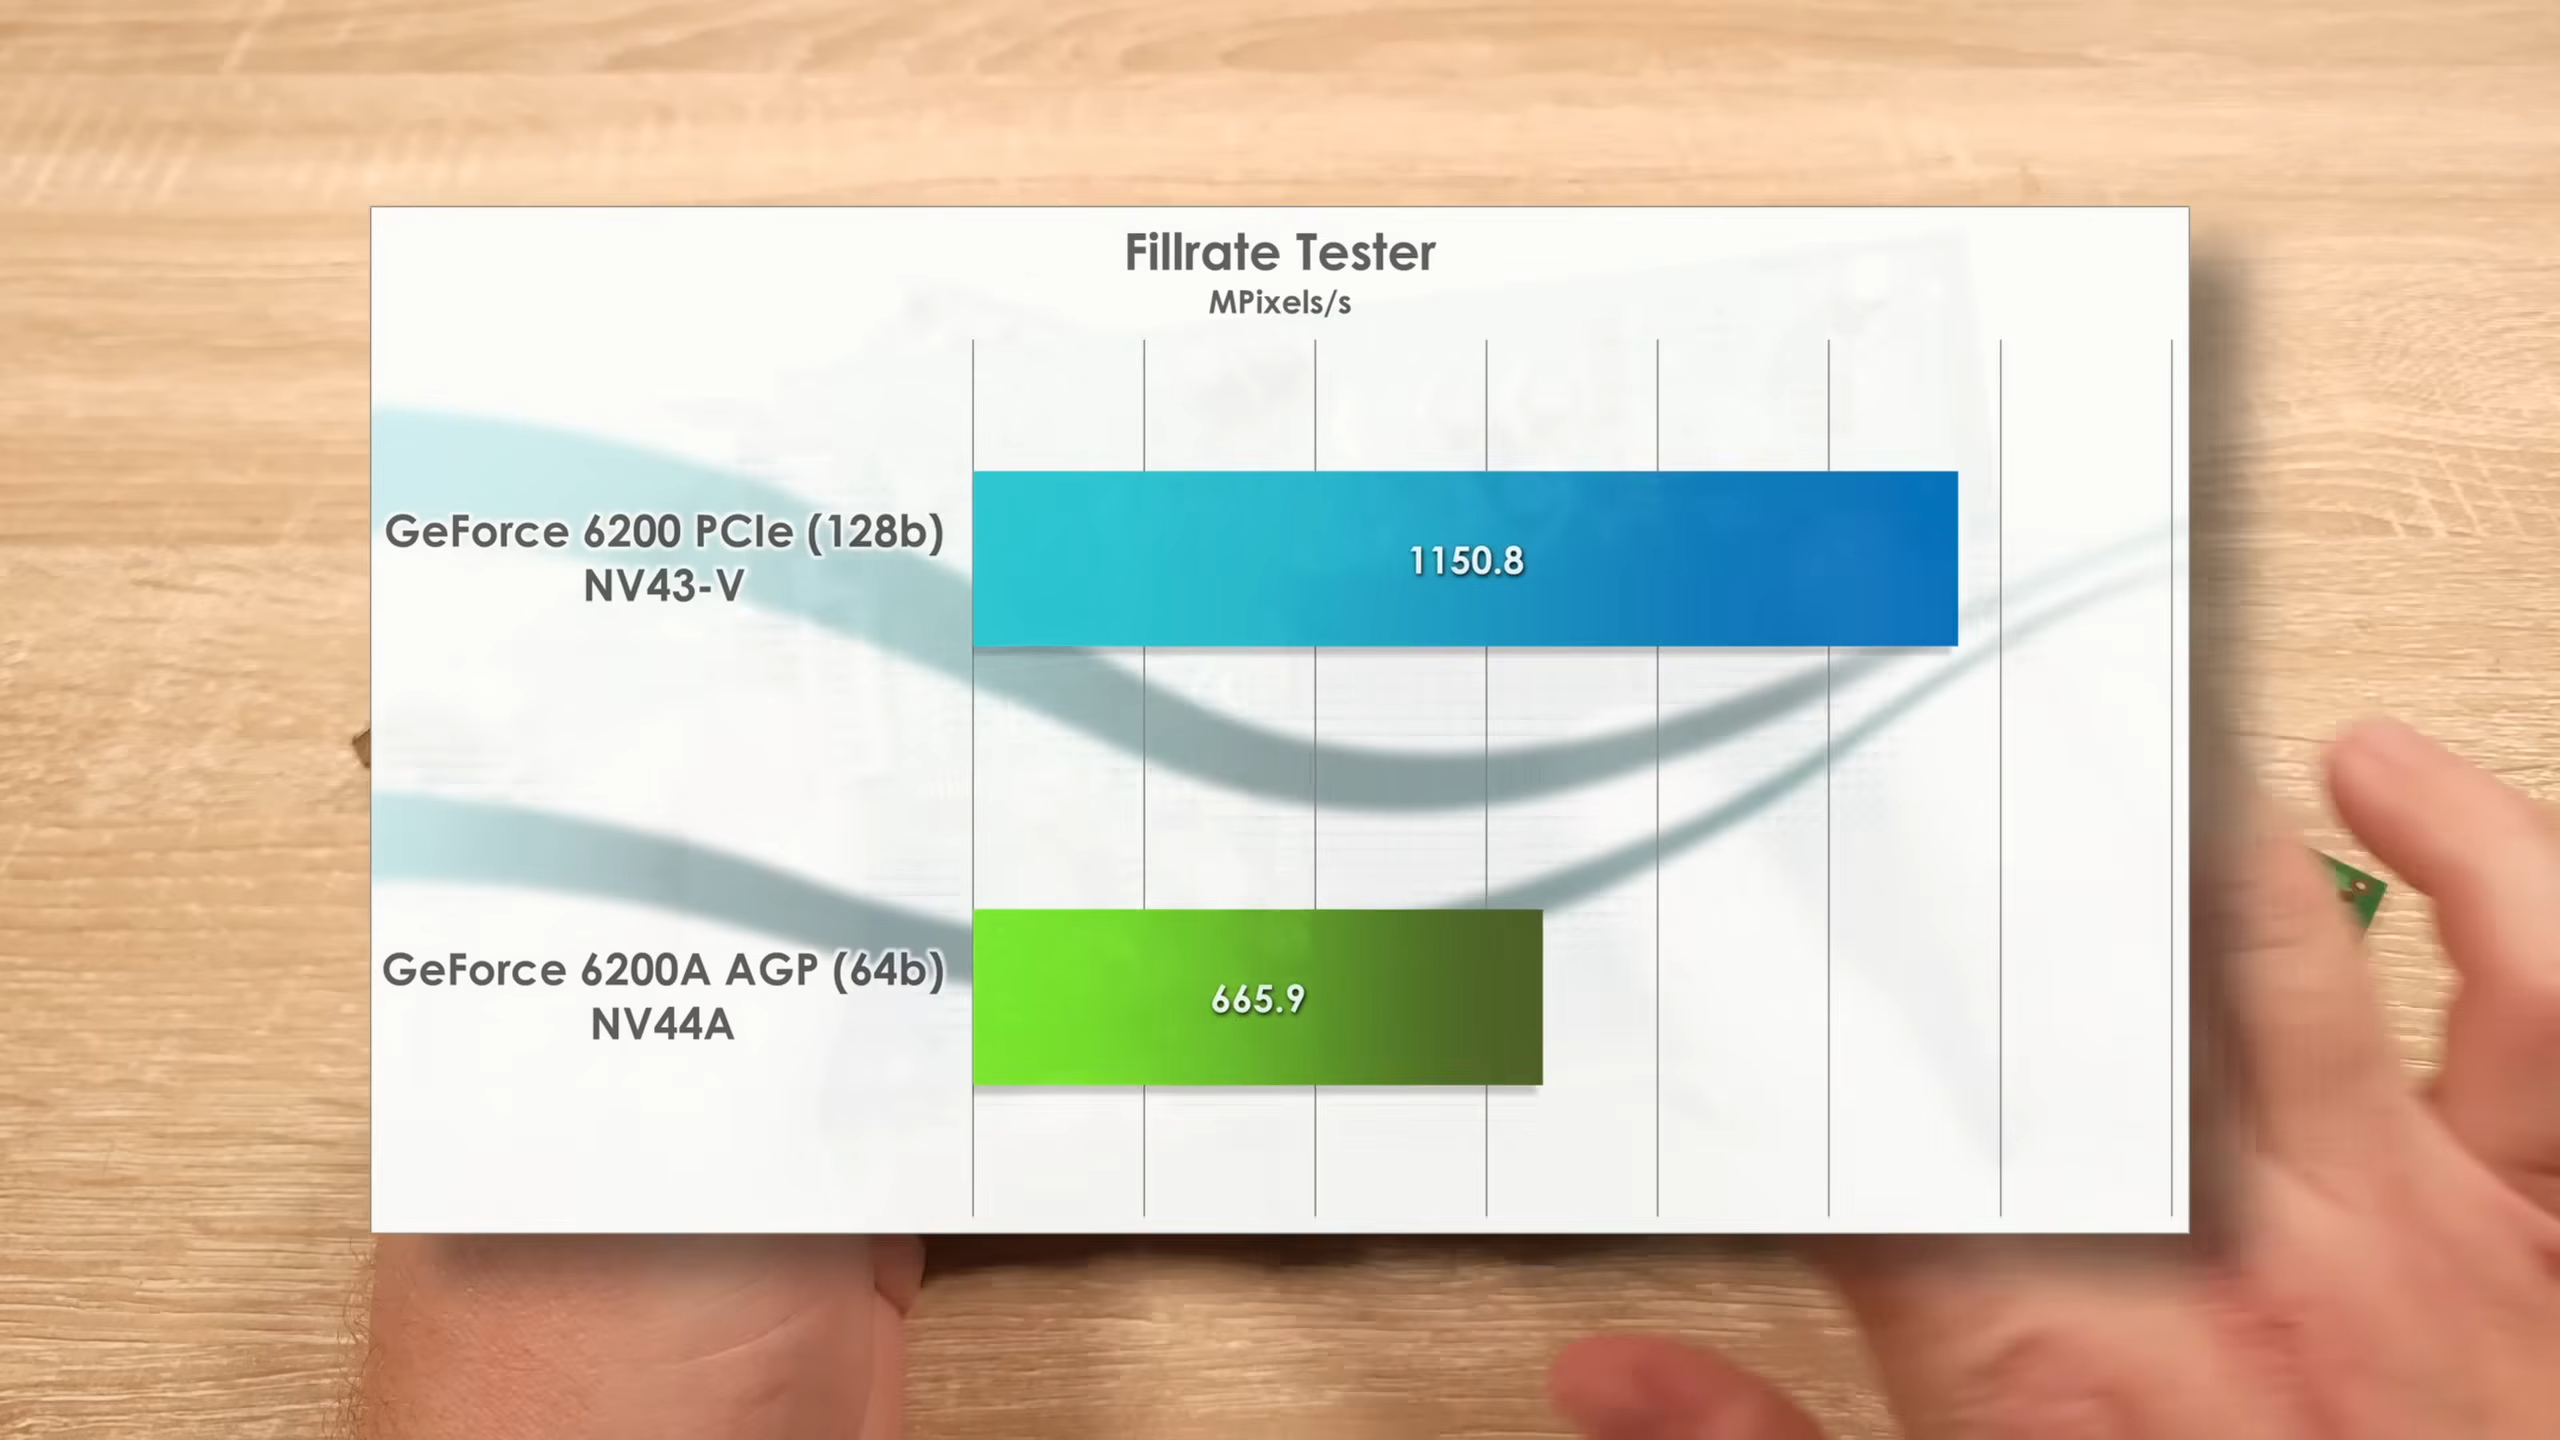 Fillrate Tester
MPixels/s
GeForce 6200 PCIe (128b)
NV43-V
1150.8
GeForce 6200A AGP (64b)
NV44A
665.9